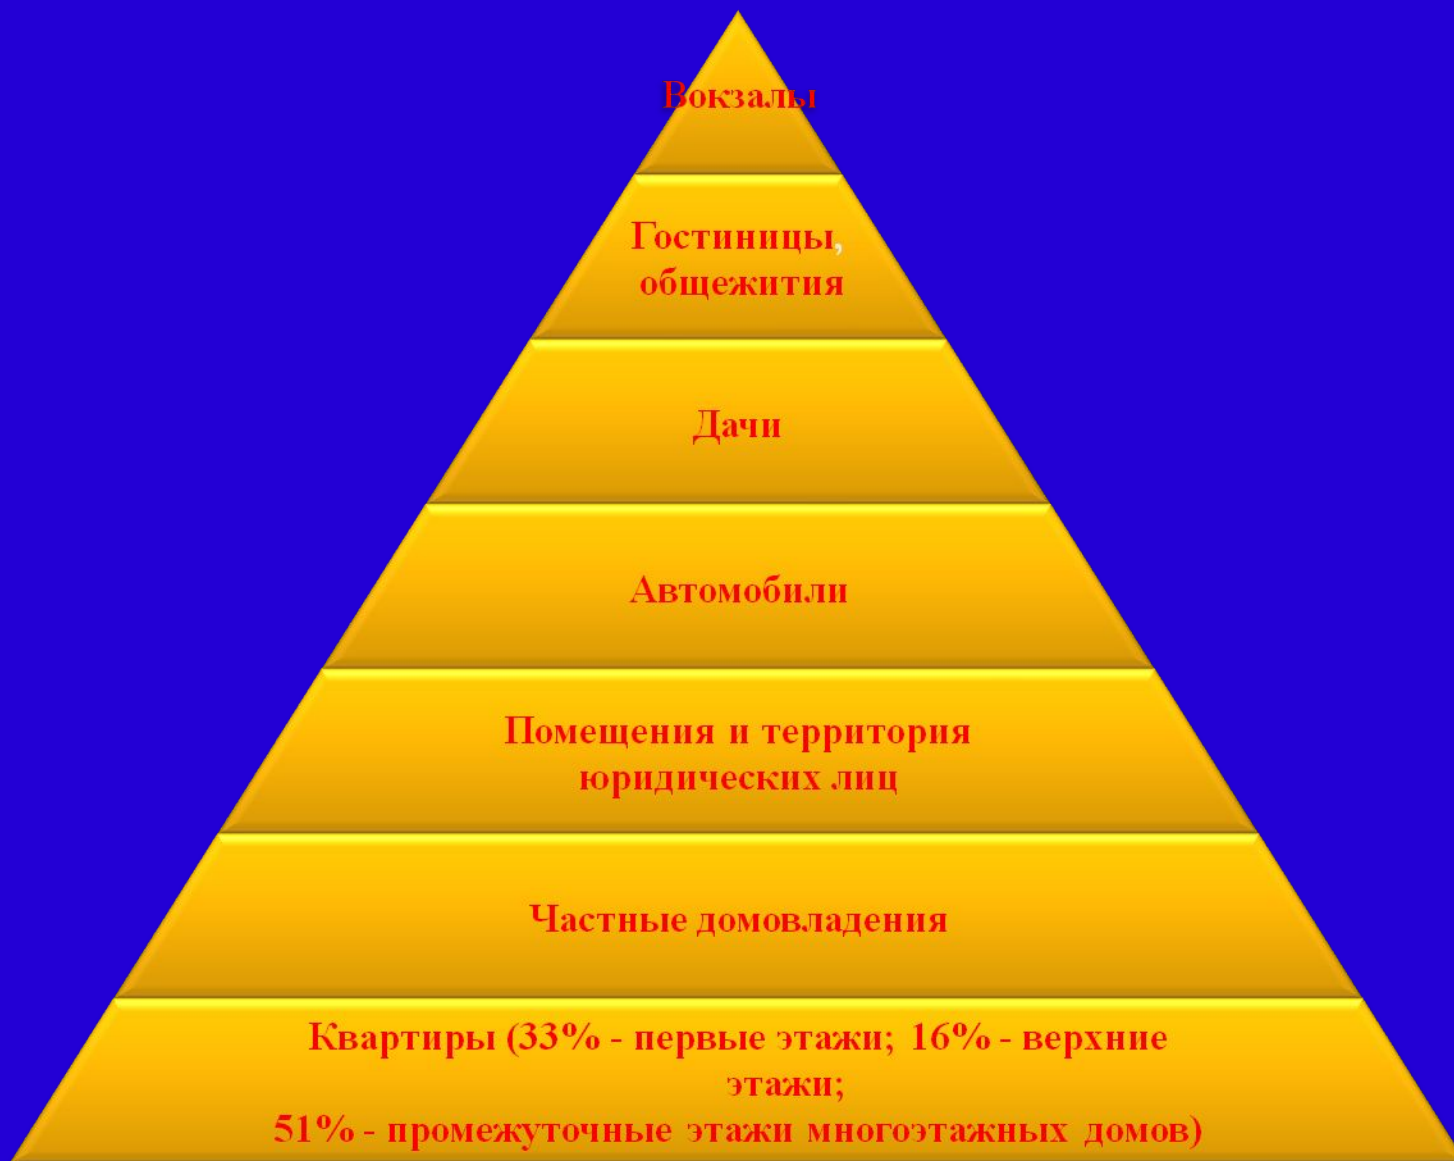 Вокзалы
Гостиницы,
общежития
Дачи
Автомобили
Помещения и территория
юридических лиц
Частные домовладения
Квартиры (33% - первые этажи; 16% - верхние
этажи;
51% - промежуточные этажи многоэтажных домов)